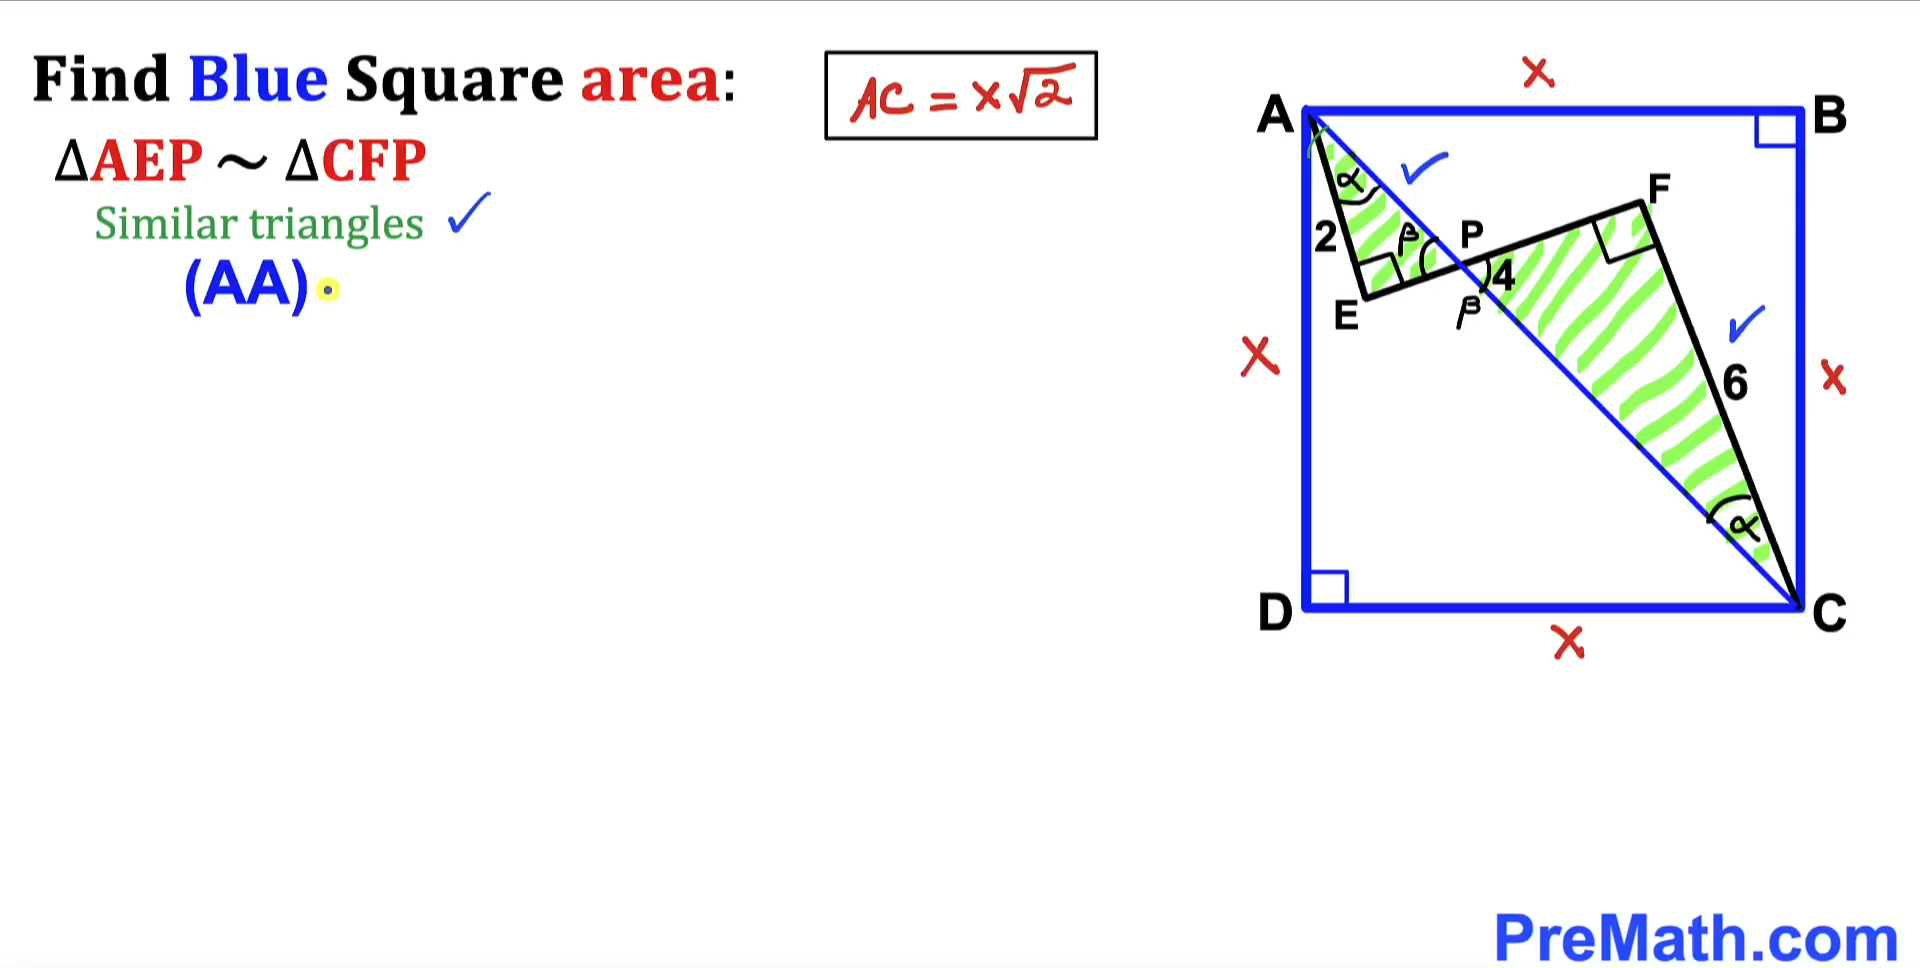 Find Blue Square area:
ΔAEP ~ ΔCFP
Similar triangles ✓
(AA)
AC = x√2
x
A
B
α
✓
F
2
β
P
4
E
β
✓
x
6
x
α
D
C
x
PreMath.com